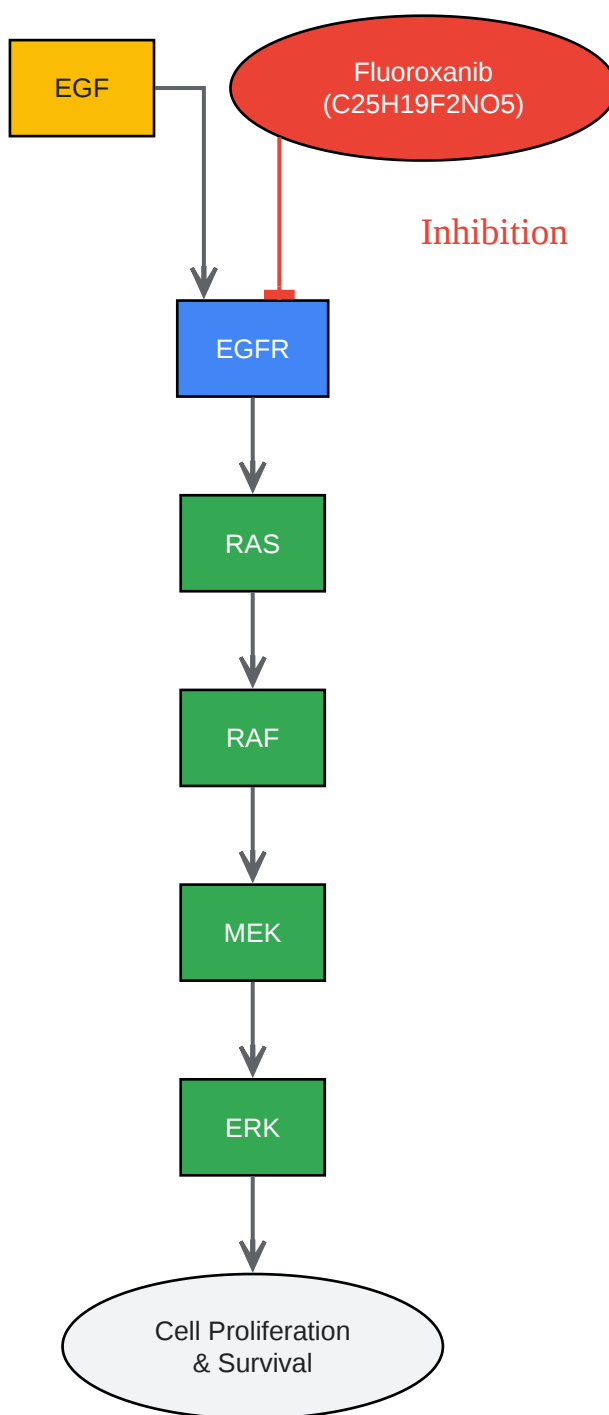 EGF
Fluoroxanib
(C25H19F2NO5)
Inhibition
EGFR
RAS
RAF
MEK
ERK
Cell Proliferation
& Survival